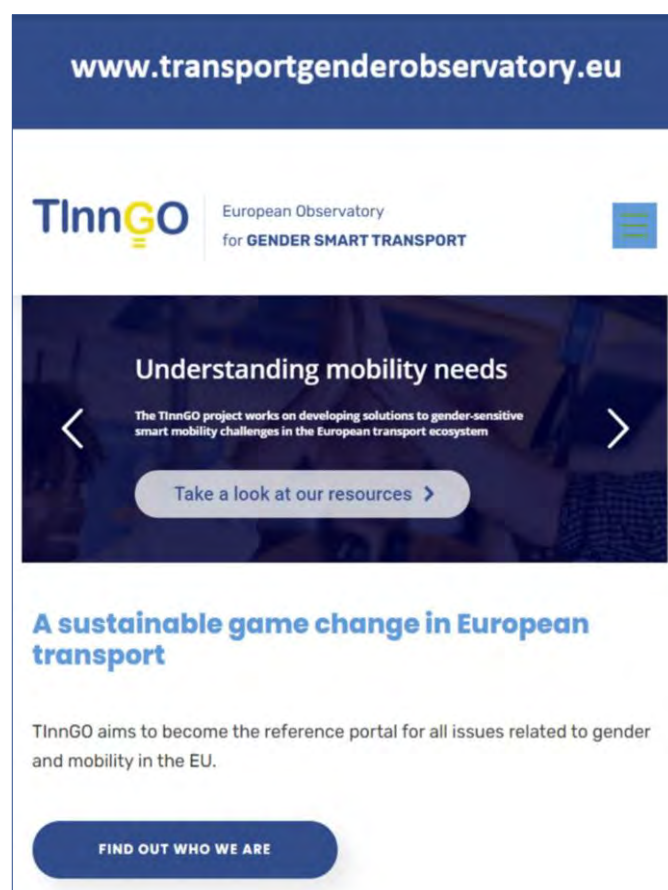 www.transportgenderobservatory.eu
TInnGO
European Observatory
for GENDER SMART TRANSPORT
Understanding mobility needs
The TInnGO project works on developing solutions to gender-sensitive
smart mobility challenges in the European transport ecosystem
Take a look at our resources
A sustainable game change in European
transport
TInnGO aims to become the reference portal for all issues related to gender
and mobility in the EU.
FIND OUT WHO WE ARE